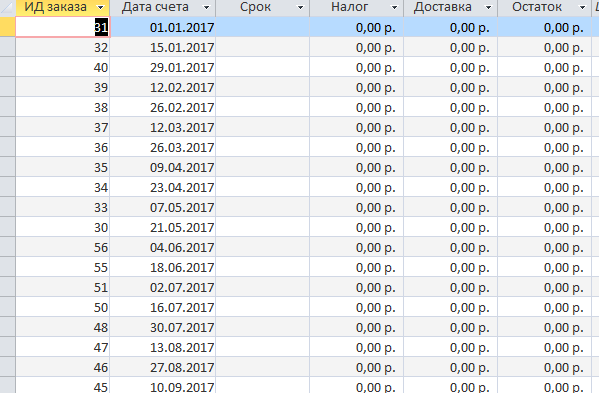 ИД заказа Дата счета Срок Налог Доставка Остаток
31 01.01.2017 0,00 р. 0,00 р. 0,00 р.
32 15.01.2017 0,00 р. 0,00 р. 0,00 р.
40 29.01.2017 0,00 р. 0,00 р. 0,00 р.
39 12.02.2017 0,00 р. 0,00 р. 0,00 р.
38 26.02.2017 0,00 р. 0,00 р. 0,00 р.
37 12.03.2017 0,00 р. 0,00 р. 0,00 р.
36 26.03.2017 0,00 р. 0,00 р. 0,00 р.
35 09.04.2017 0,00 р. 0,00 р. 0,00 р.
34 23.04.2017 0,00 р. 0,00 р. 0,00 р.
33 07.05.2017 0,00 р. 0,00 р. 0,00 р.
30 21.05.2017 0,00 р. 0,00 р. 0,00 р.
56 04.06.2017 0,00 р. 0,00 р. 0,00 р.
55 18.06.2017 0,00 р. 0,00 р. 0,00 р.
51 02.07.2017 0,00 р. 0,00 р. 0,00 р.
50 16.07.2017 0,00 р. 0,00 р. 0,00 р.
48 30.07.2017 0,00 р. 0,00 р. 0,00 р.
47 13.08.2017 0,00 р. 0,00 р. 0,00 р.
46 27.08.2017 0,00 р. 0,00 р. 0,00 р.
45 10.09.2017 0,00 р. 0,00 р. 0,00 р.